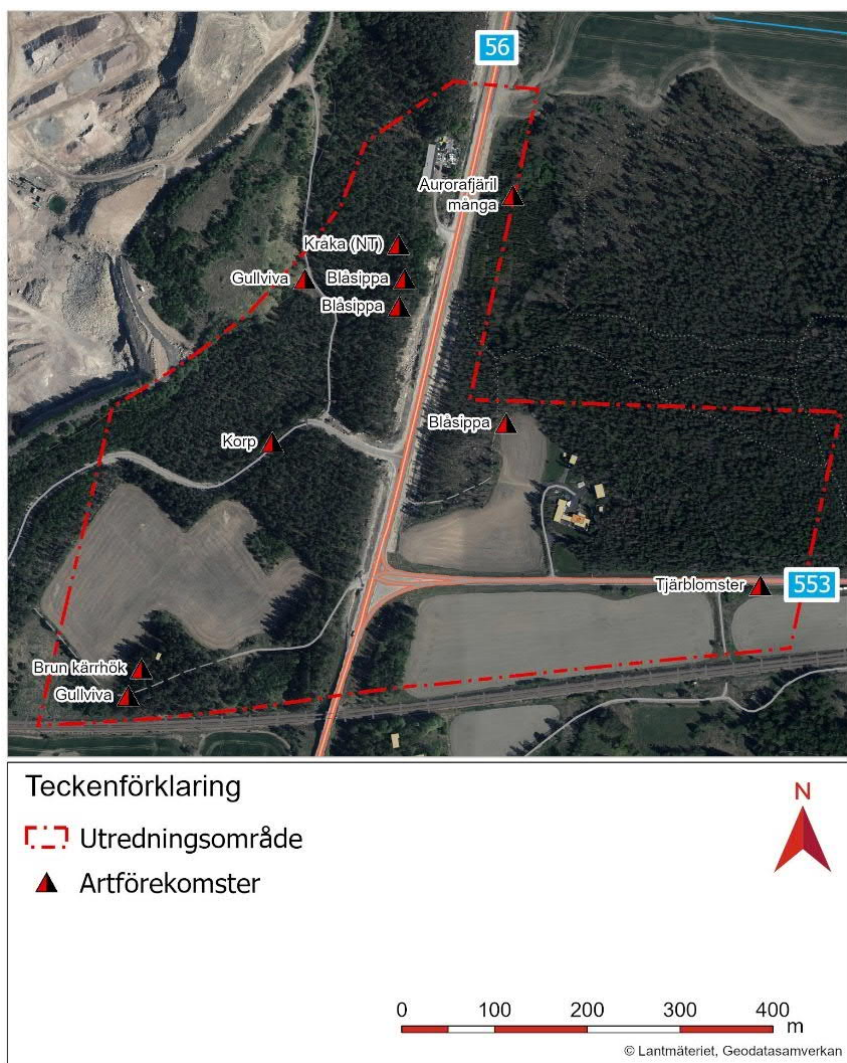 56
Aurorafjäril
många
Kråka (NT)
Gullviva
Blåsippa
Blåsippa
Blåsippa
Korp
Tjärblomster
553
Brun kärrhök
Gullviva
Teckenförklaring
Utredningsområde
Artförekomster
N
0 100 200 300 400
m
© Lantmäteriet, Geodatasamverkan